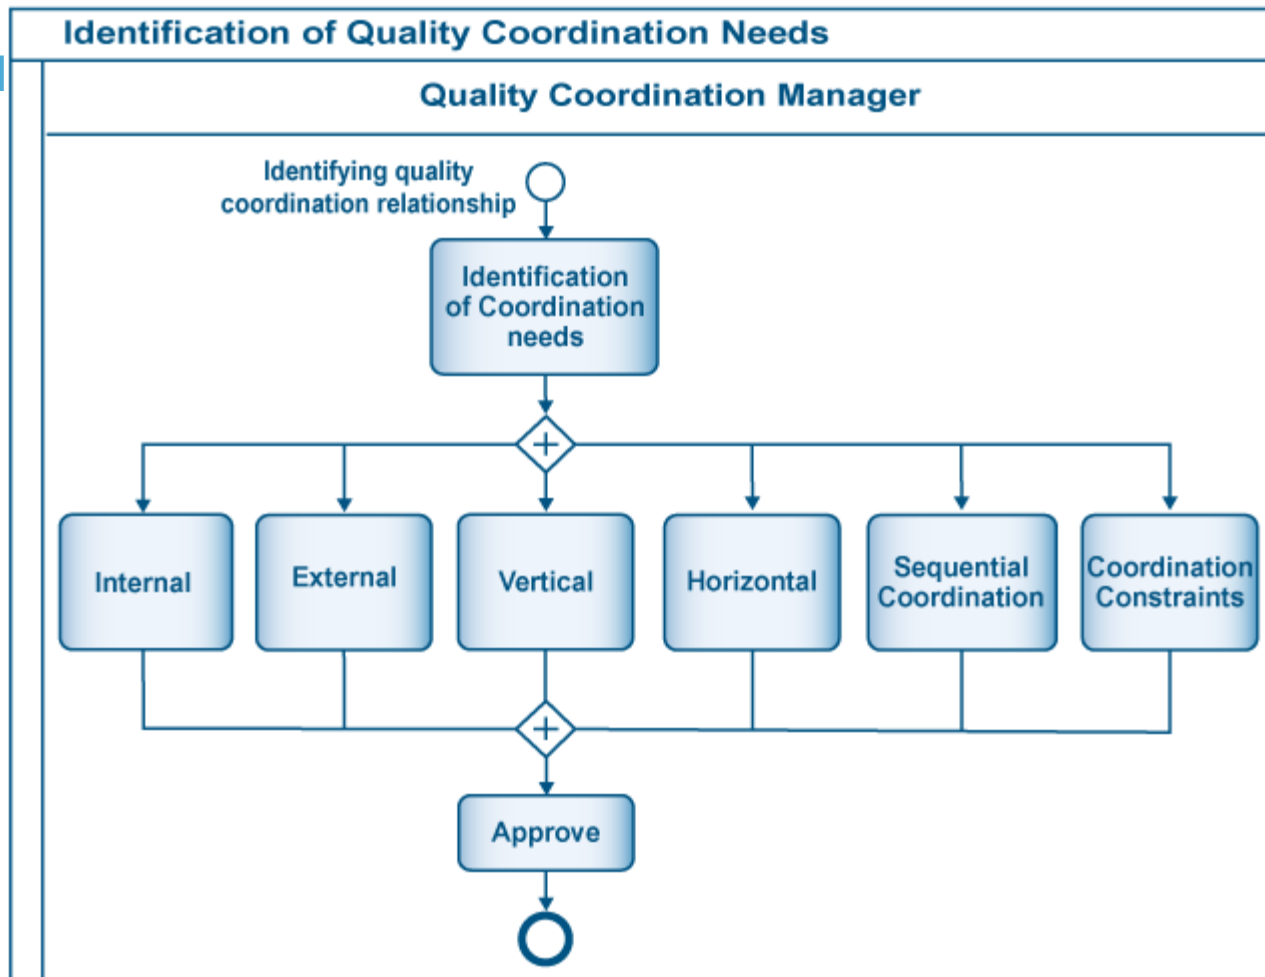 Identification of Quality Coordination Needs
Quality Coordination Manager
Identifying quality
coordination relationship
Identification
of Coordination
needs
Internal
External
Vertical
Horizontal
Sequential
Coordination
Coordination
Constraints
Approve